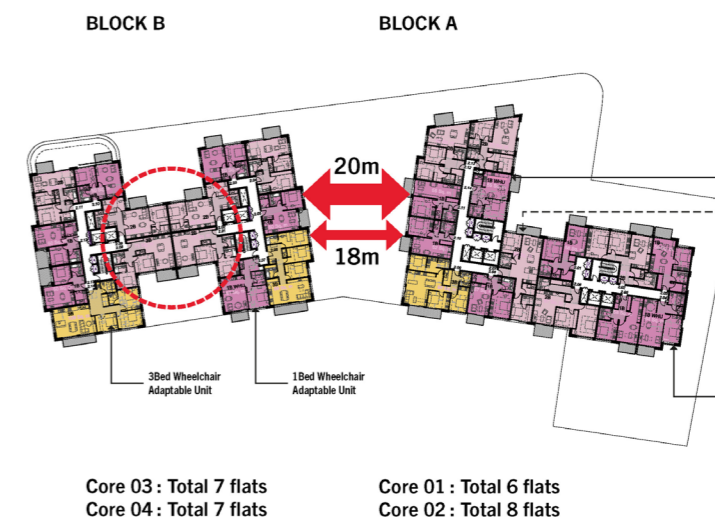 BLOCK B
BLOCK A
20m
18m
3Bed Wheelchair
Adaptable Unit
1Bed Wheelchair
Adaptable Unit
Core 03 : Total 7 flats
Core 04 : Total 7 flats
Core 01 : Total 6 flats
Core 02 : Total 8 flats